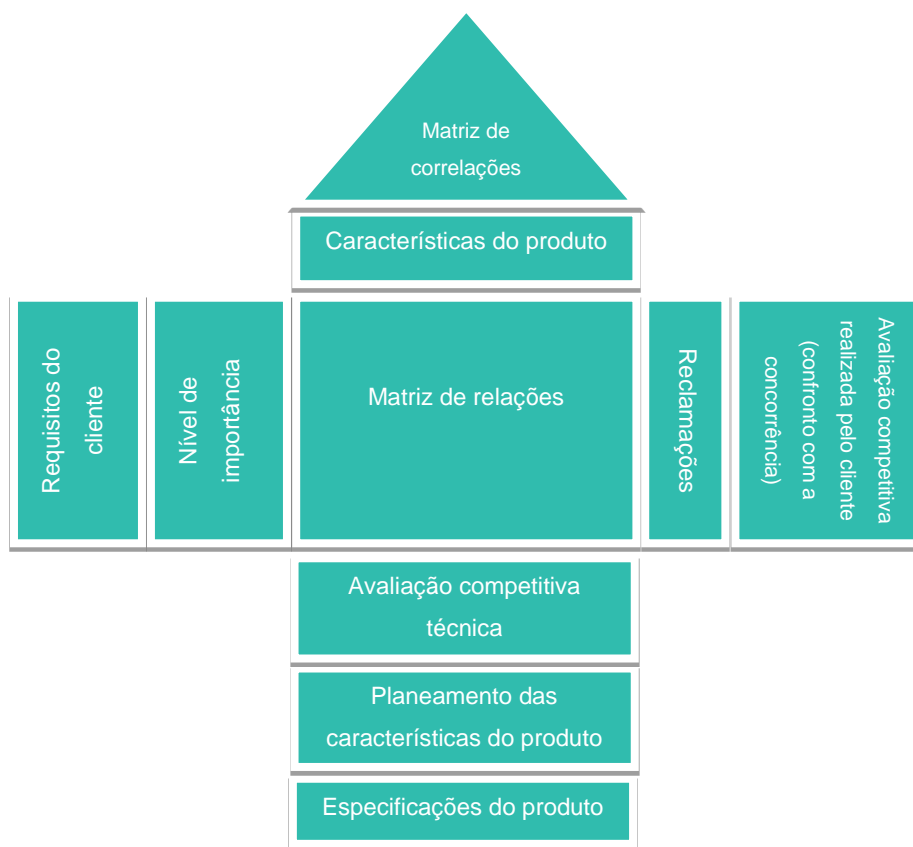 Matriz de
correlações
Características do produto
Requisitos do
cliente
Nível de
importância
Matriz de relações
Reclamações
Avaliação competitiva
realizada pelo cliente
(confronto com a
concorrência)
Avaliação competitiva
técnica
Planeamento das
características do produto
Especificações do produto